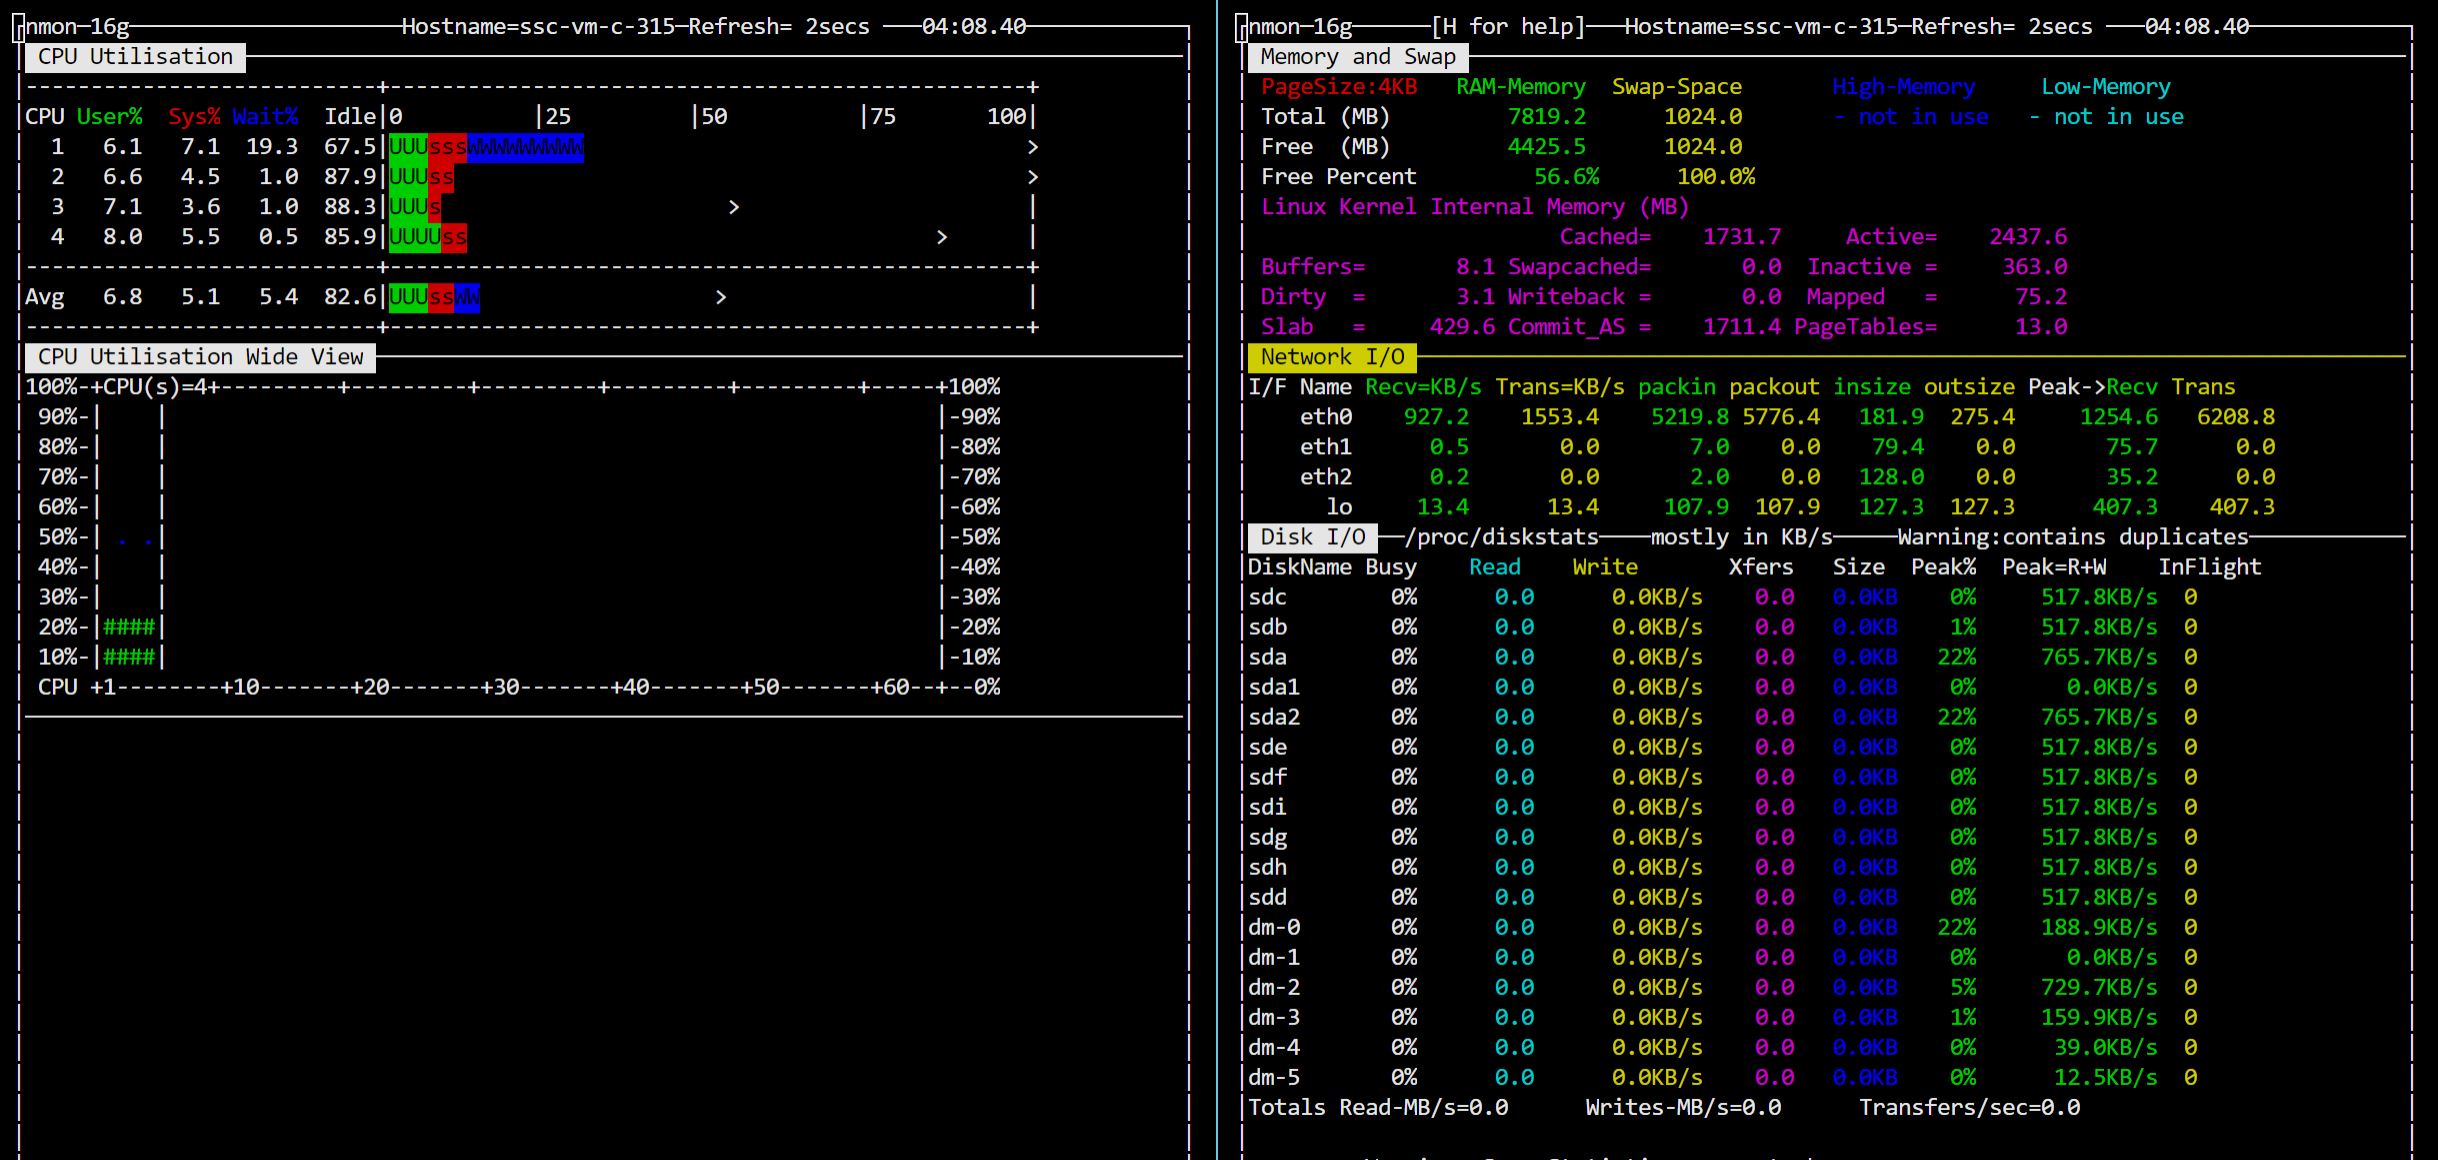 nmon─16g─────────────────────Hostname=ssc-vm-c-315─Refresh= 2secs ───04:08.40────────────
CPU Utilisation
---------------------------+-------------------------------------------------+
CPU User%  Sys% Wait%  Idle|0          |25         |50          |75       100|
1   6.1   7.1  19.3  67.5|UUUsssWWWWWWWWW                                  >
2   6.6   4.5   1.0  87.9|UUUss                                            >
3   7.1   3.6   1.0  88.3|UUUs                      >                      |
4   8.0   5.5   0.5  85.9|UUUUss                                    >      |
---------------------------+-------------------------------------------------+
Avg   6.8   5.1   5.4  82.6|UUUssWW                  >                       |
---------------------------+-------------------------------------------------+
CPU Utilisation Wide View
100%-+CPU(s)=4+---------+---------+---------+---------+---------+-----+100%
90%-|    |                                                           |-90%
80%-|    |                                                           |-80%
70%-|    |                                                           |-70%
60%-|    |                                                           |-60%
50%-| . .|                                                           |-50%
40%-|    |                                                           |-40%
30%-|    |                                                           |-30%
20%-|####|                                                           |-20%
10%-|####|                                                           |-10%
CPU +1--------+10-------+20-------+30-------+40-------+50-------+60--+--0%
nmon─16g──────[H for help]───Hostname=ssc-vm-c-315─Refresh= 2secs ───04:08.40────────────
Memory and Swap
PageSize:4KB   RAM-Memory  Swap-Space       High-Memory     Low-Memory
Total (MB)         7819.2      1024.0       - not in use   - not in use
Free  (MB)         4425.5      1024.0
Free Percent         56.6%      100.0%
Linux Kernel Internal Memory (MB)
Cached=    1731.7     Active=    2437.6
Buffers=       8.1 Swapcached=       0.0  Inactive =     363.0
Dirty  =       3.1 Writeback =       0.0  Mapped   =      75.2
Slab   =     429.6 Commit_AS =    1711.4 PageTables=      13.0
Network I/O
I/F Name Recv=KB/s Trans=KB/s packin packout insize outsize Peak->Recv Trans
eth0   927.2    1553.4    5219.8 5776.4   181.9  275.4     1254.6   6208.8
eth1     0.5       0.0       7.0    0.0    79.4    0.0       75.7      0.0
eth2     0.2       0.0       2.0    0.0   128.0    0.0       35.2      0.0
lo    13.4      13.4     107.9  107.9   127.3  127.3      407.3    407.3
Disk I/O ──/proc/diskstats────mostly in KB/s─────Warning:contains duplicates────────────
DiskName Busy    Read    Write       Xfers   Size  Peak%  Peak=R+W    InFlight
sdc        0%      0.0      0.0KB/s    0.0   0.0KB    0%     517.8KB/s  0
sdb        0%      0.0      0.0KB/s    0.0   0.0KB    1%     517.8KB/s  0
sda        0%      0.0      0.0KB/s    0.0   0.0KB   22%     765.7KB/s  0
sda1       0%      0.0      0.0KB/s    0.0   0.0KB    0%       0.0KB/s  0
sda2       0%      0.0      0.0KB/s    0.0   0.0KB   22%     765.7KB/s  0
sde        0%      0.0      0.0KB/s    0.0   0.0KB    0%     517.8KB/s  0
sdf        0%      0.0      0.0KB/s    0.0   0.0KB    0%     517.8KB/s  0
sdi        0%      0.0      0.0KB/s    0.0   0.0KB    0%     517.8KB/s  0
sdg        0%      0.0      0.0KB/s    0.0   0.0KB    0%     517.8KB/s  0
sdh        0%      0.0      0.0KB/s    0.0   0.0KB    0%     517.8KB/s  0
sdd        0%      0.0      0.0KB/s    0.0   0.0KB    0%     517.8KB/s  0
dm-0       0%      0.0      0.0KB/s    0.0   0.0KB   22%     188.9KB/s  0
dm-1       0%      0.0      0.0KB/s    0.0   0.0KB    0%       0.0KB/s  0
dm-2       0%      0.0      0.0KB/s    0.0   0.0KB    5%     729.7KB/s  0
dm-3       0%      0.0      0.0KB/s    0.0   0.0KB    1%     159.9KB/s  0
dm-4       0%      0.0      0.0KB/s    0.0   0.0KB    0%      39.0KB/s  0
dm-5       0%      0.0      0.0KB/s    0.0   0.0KB    0%      12.5KB/s  0
Totals Read-MB/s=0.0      Writes-MB/s=0.0      Transfers/sec=0.0